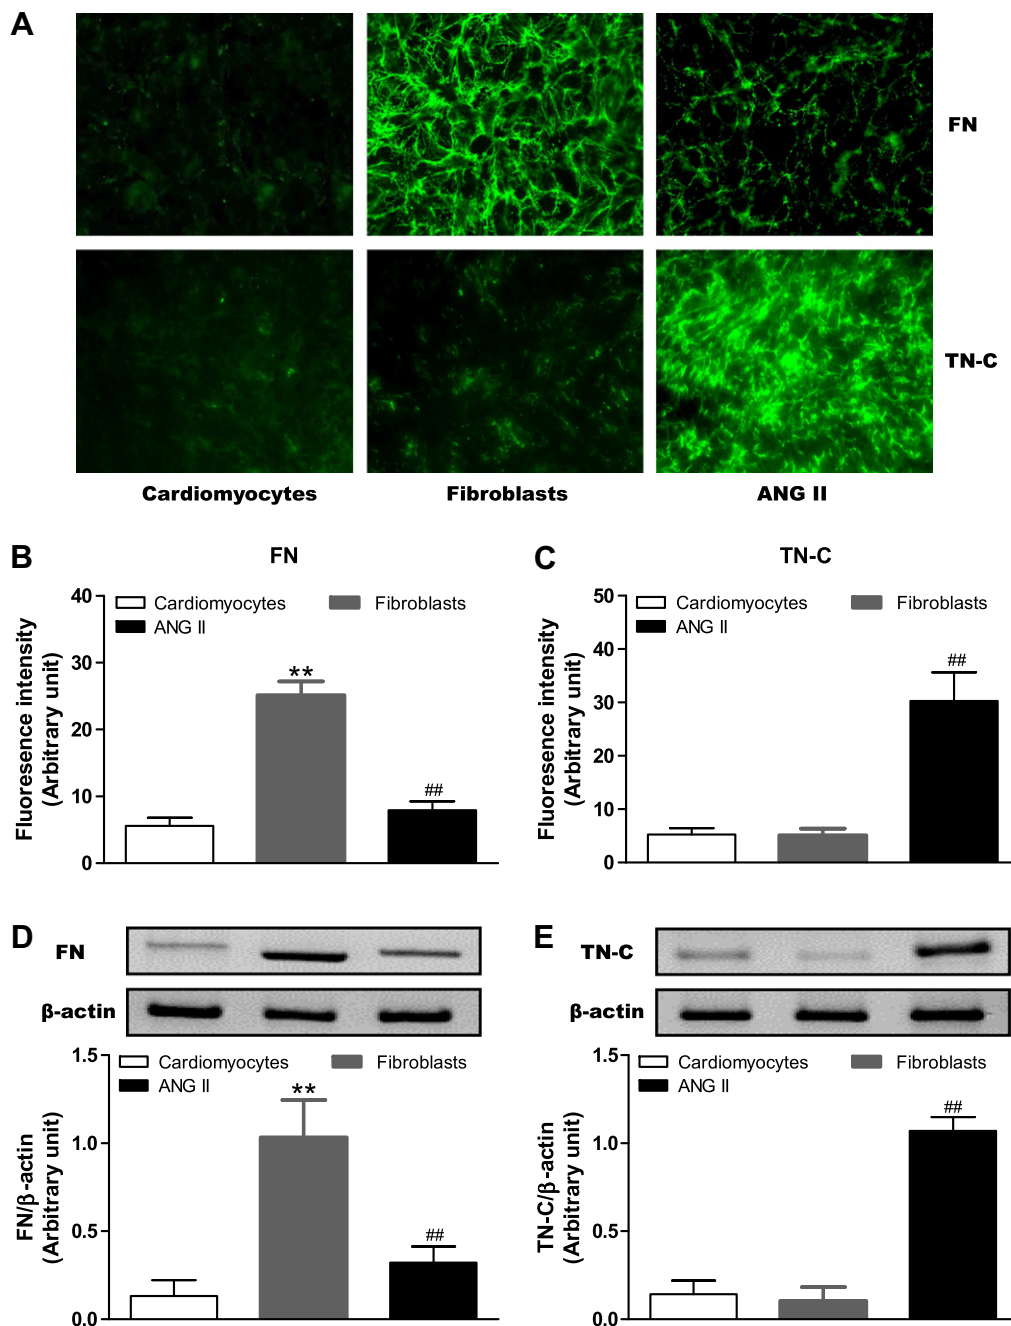 A
FN
TN-C
Cardiomyocytes Fibroblasts ANG II
B FN
40
30
20
10
0
Fluoresence intensity
(Arbitrary unit)
Cardiomyocytes Fibroblasts
ANG II
**
##
C TN-C
50
40
30
20
10
0
Fluoresence intensity
(Arbitrary unit)
Cardiomyocytes Fibroblasts
ANG II
##
D
FN
β-actin
1.5
1.0
0.5
0.0
FN/β-actin
(Arbitrary unit)
Cardiomyocytes Fibroblasts
ANG II
**
##
E
TN-C
β-actin
1.5
1.0
0.5
0.0
TN-C/β-actin
(Arbitrary unit)
Cardiomyocytes Fibroblasts
ANG II
##